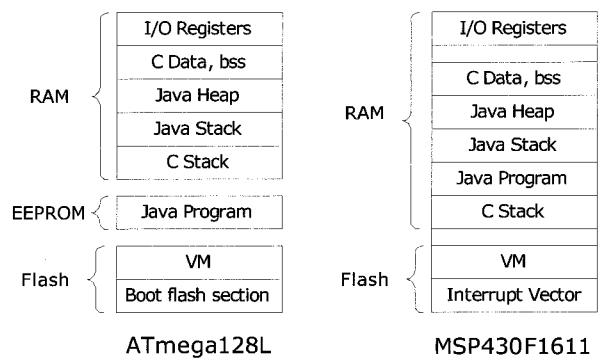 I/O Registers
C Data, bss
RAM
Java Heap
Java Stack
C Stack
EEPROM
Java Program
VM
Flash
Boot flash section
ATmega128L
I/O Registers
C Data, bss
Java Heap
RAM
Java Stack
Java Program
C Stack
VM
Flash
Interrupt Vector
MSP430F1611